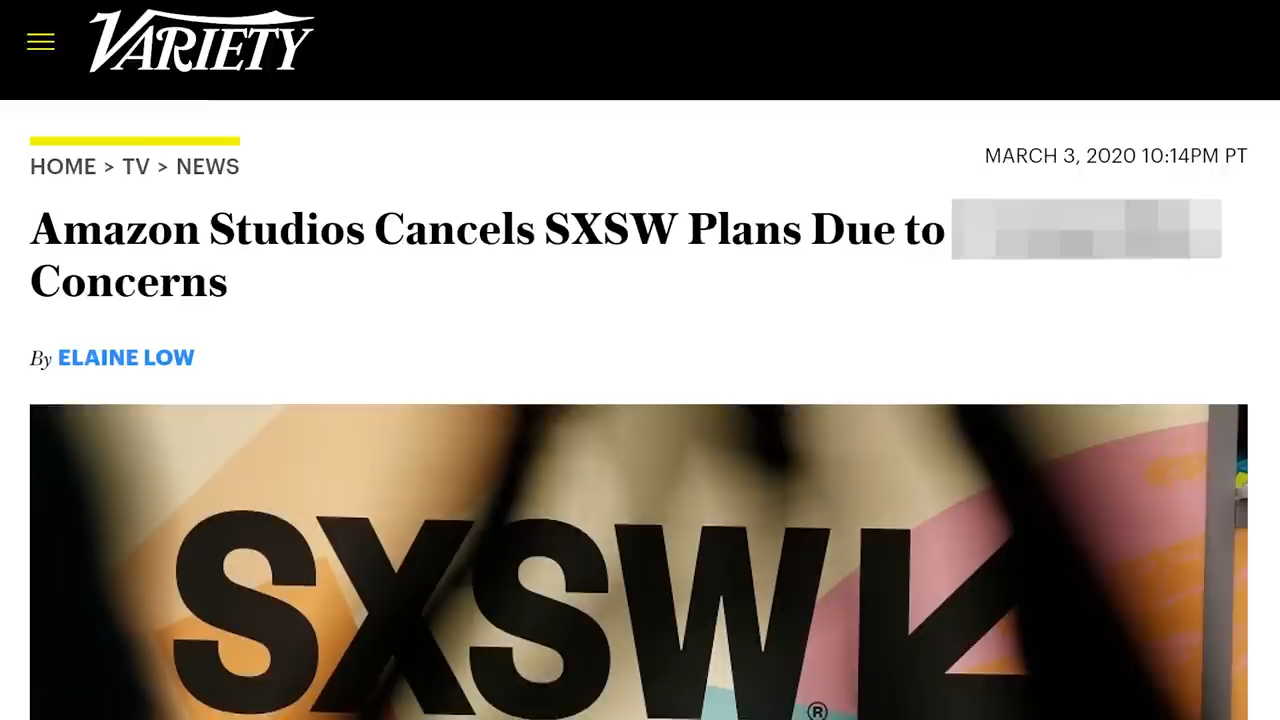 VARIETY
HOME > TV > NEWS
MARCH 3, 2020 10:14PM PT
Amazon Studios Cancels SXSW Plans Due to
Concerns
By ELAINE LOW
SXSW
®